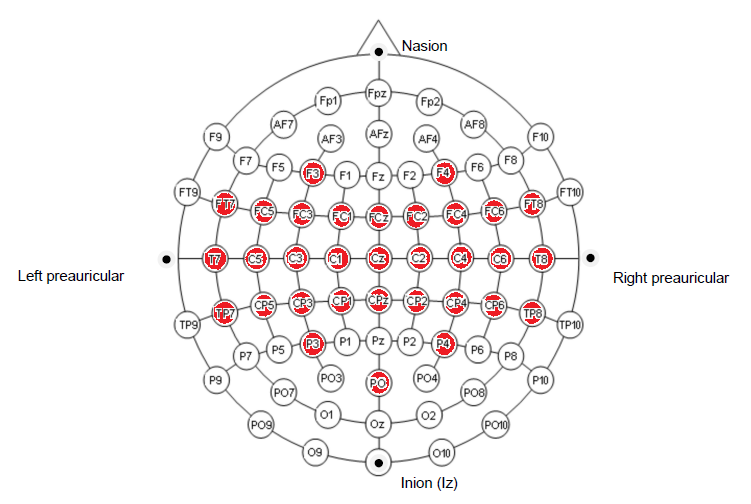 Nasion
Fp1 Fpz Fp2
AF7 AF8
F9 AF3 AFz AF4 F10
F7 F5 F3 F1 Fz F2 F4 F6 F8
FT9 FT10
FT7 FC5 FC3 FC1 FCz FC2 FC4 FC6 FT8
T7 C5 C3 C1 Cz C2 C4 C6 T8
Left preauricular Right preauricular
TP7 CP5 CP3 CP1 CPz CP2 CP4 CP6 TP8
TP9 TP10
P7 P5 P3 P1 Pz P2 P4 P6 P8
P9 PO3 PO PO4 P10
PO7 PO8
PO9 O1 Oz O2 PO10
O9 O10
Inion (Iz)